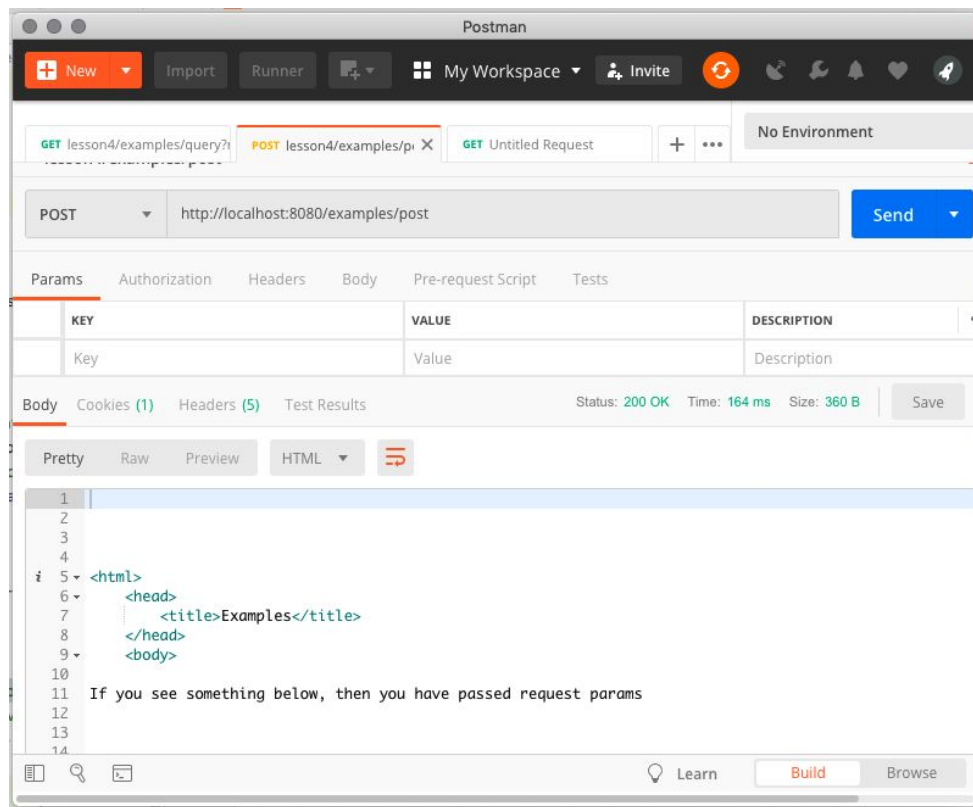 Postman
New Import Runner My Workspace Invite
GET lesson4/examples/query? POST lesson4/examples/p GET Untitled Request + ••• No Environment
POST http://localhost:8080/examples/post Send
Params Authorization Headers Body Pre-request Script Tests
KEY VALUE DESCRIPTION
Key Value Description
Body Cookies (1) Headers (5) Test Results Status: 200 OK Time: 164 ms Size: 360 B Save
Pretty Raw Preview HTML
1
2
3
4
i 5 <html>
6 <head>
7 <title>Examples</title>
8 </head>
9 <body>
10
11 If you see something below, then you have passed request params
12
13
14
Learn Build Browse